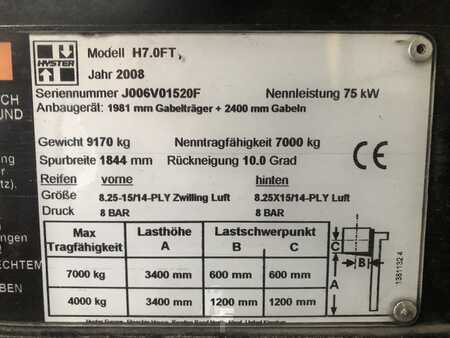 HYSTER
Modell H7.0FT,
Jahr 2008
Seriennummer J006V01520F Nennleistung 75 kW
Anbaugerät: 1981 mm Gabelträger + 2400 mm Gabeln
Gewicht 9170 kg Nenntragfähigkeit 7000 kg
Spurbreite 1844 mm Rückneigung 10.0 Grad
CE
Reifen vorne hinten
Größe 8.25-15/14-PLY Zwilling Luft 8.25X15/14-PLY Luft
Druck 8 BAR 8 BAR
Max Tragfähigkeit Lasthöhe A Lastschwerpunkt B C
7000 kg 3400 mm 600 mm 600 mm
4000 kg 3400 mm 1200 mm 1200 mm
C
B
A
CH
UND
ung
re
tz).
ungen
ECHTEM
BEN